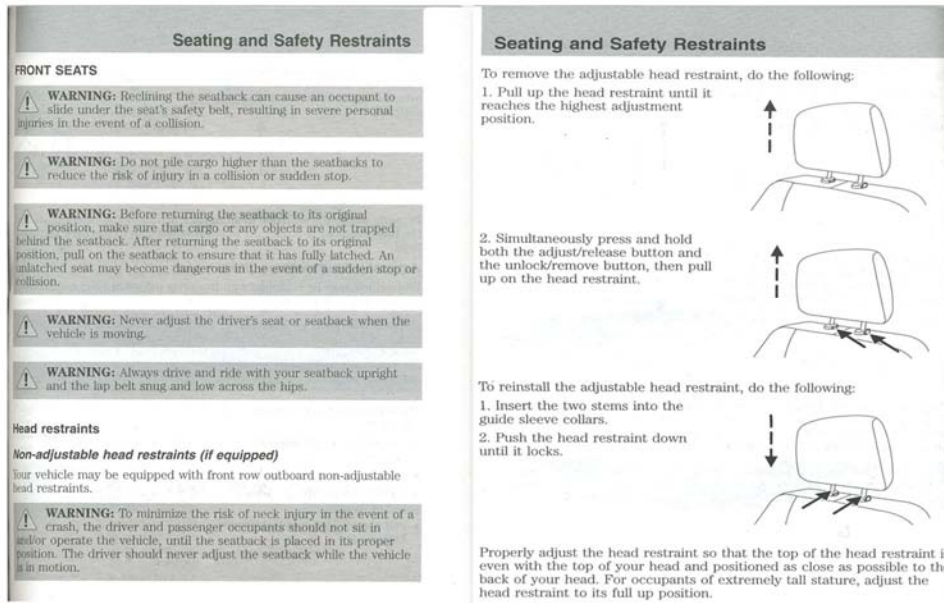 Seating and Safety Restraints
FRONT SEATS
WARNING: Reclining the seatback can cause an occupant to
slide under the seat's safety belt, resulting in severe personal
injuries in the event of a collision.
WARNING: Do not pile cargo higher than the seatbacks to
reduce the risk of injury in a collision or sudden stop.
WARNING: Before returning the seatback to its original
position, make sure that cargo or any objects are not trapped
behind the seatback. After returning the seatback to its original
position, pull on the seatback to ensure that it has fully latched. An
unlatched seat may become dangerous in the event of a sudden stop or
collision.
WARNING: Never adjust the driver's seat or seatback when the
vehicle is moving.
WARNING: Always drive and ride with your seatback upright
and the lap belt snug and low across the hips.
Head restraints
Non-adjustable head restraints (if equipped)
Your vehicle may be equipped with front row outboard non-adjustable
head restraints.
WARNING: To minimize the risk of neck injury in the event of a
crash, the driver and passenger occupants should not sit in
and/or operate the vehicle, until the seatback is placed in its proper
position. The driver should never adjust the seatback while the vehicle
is in motion.
Seating and Safety Restraints
To remove the adjustable head restraint, do the following:
1. Pull up the head restraint until it
reaches the highest adjustment
position.
2. Simultaneously press and hold
both the adjust/release button and
the unlock/remove button, then pull
up on the head restraint.
To reinstall the adjustable head restraint, do the following:
1. Insert the two stems into the
guide sleeve collars.
2. Push the head restraint down
until it locks.
Properly adjust the head restraint so that the top of the head restraint i
even with the top of your head and positioned as close as possible to th
back of your head. For occupants of extremely tall stature, adjust the
head restraint to its full up position.